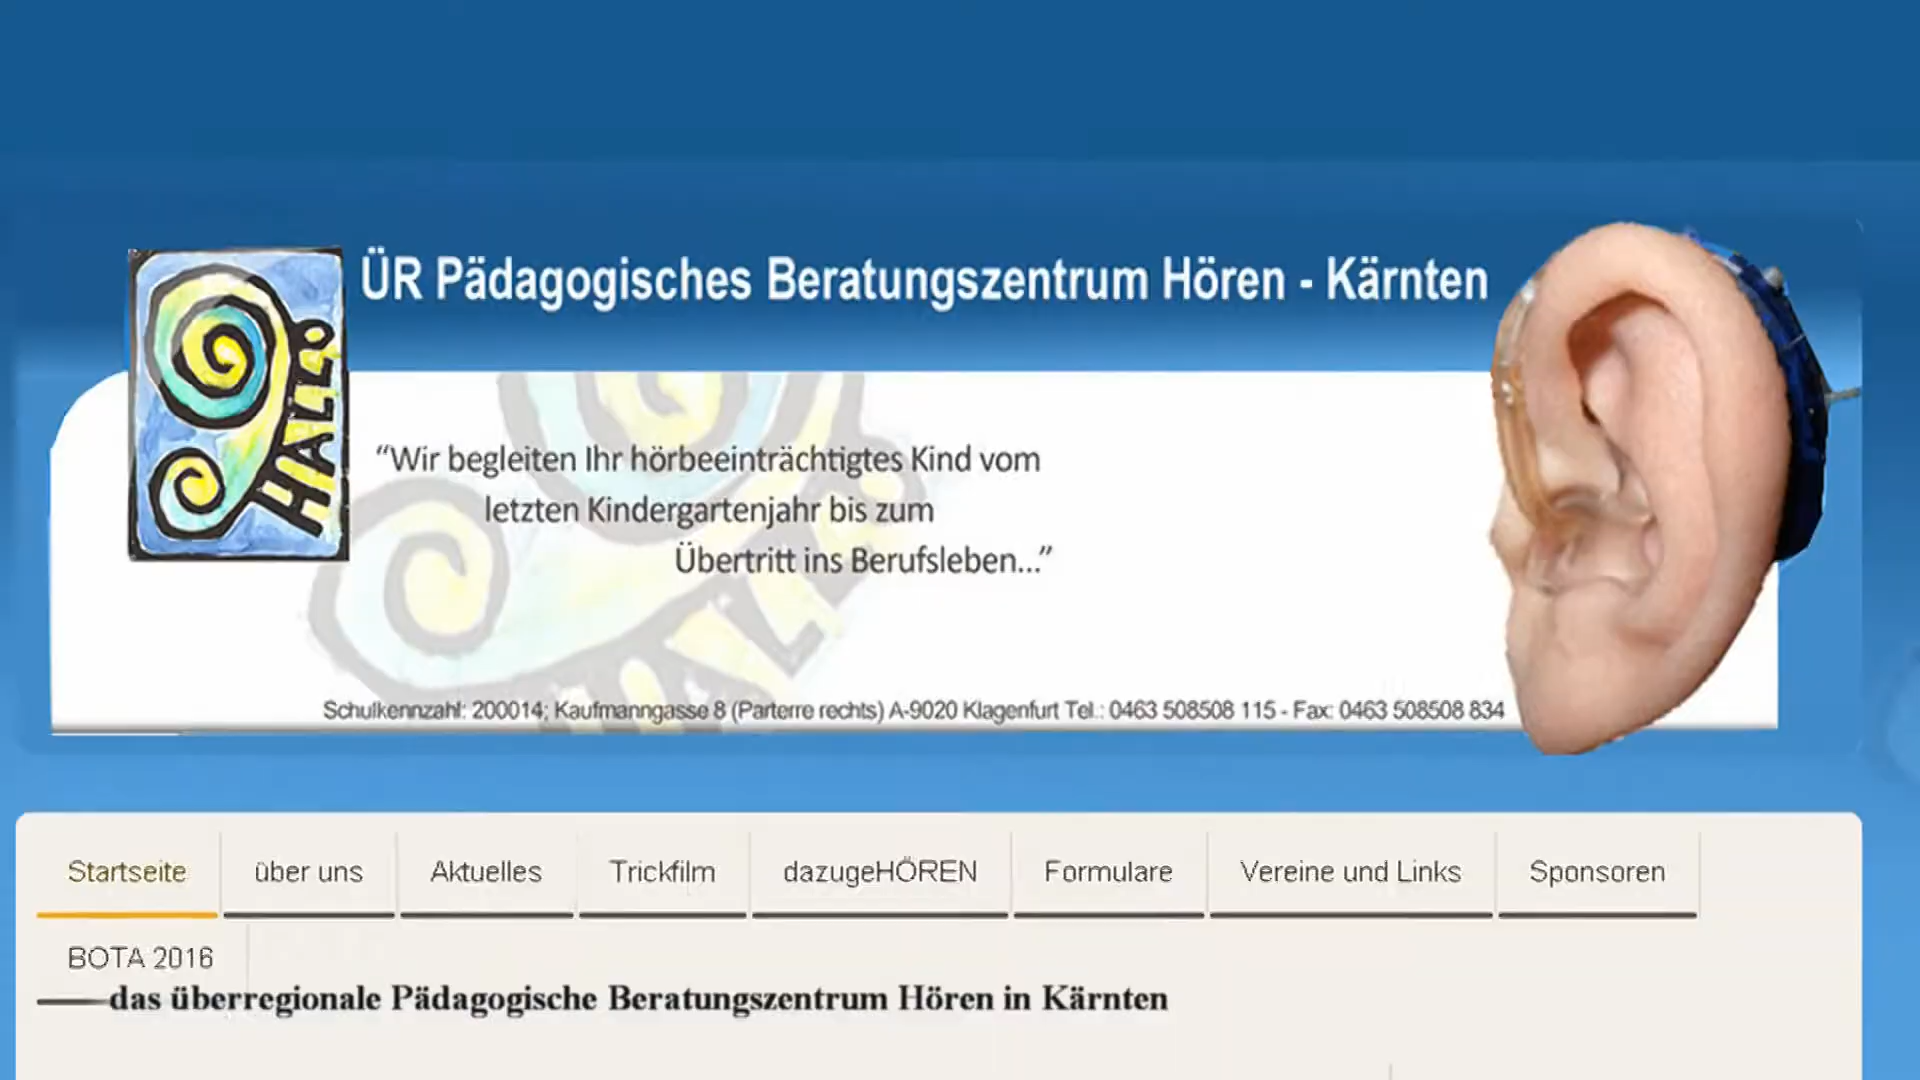 ÜR Pädagogisches Beratungszentrum Hören - Kärnten
HALLO
“Wir begleiten Ihr hörbeeinträchtigtes Kind vom
letzten Kindergartenjahr bis zum
Übertritt ins Berufsleben...”
Schulkennzahl: 200014; Kaufmanngasse 8 (Parterre rechts) A-9020 Klagenfurt Tel.: 0463 508508 115 - Fax: 0463 508508 834
Startseite über uns Aktuelles Trickfilm dazugeHÖREN Formulare Vereine und Links Sponsoren
BOTA 2016
das überregionale Pädagogische Beratungszentrum Hören in Kärnten